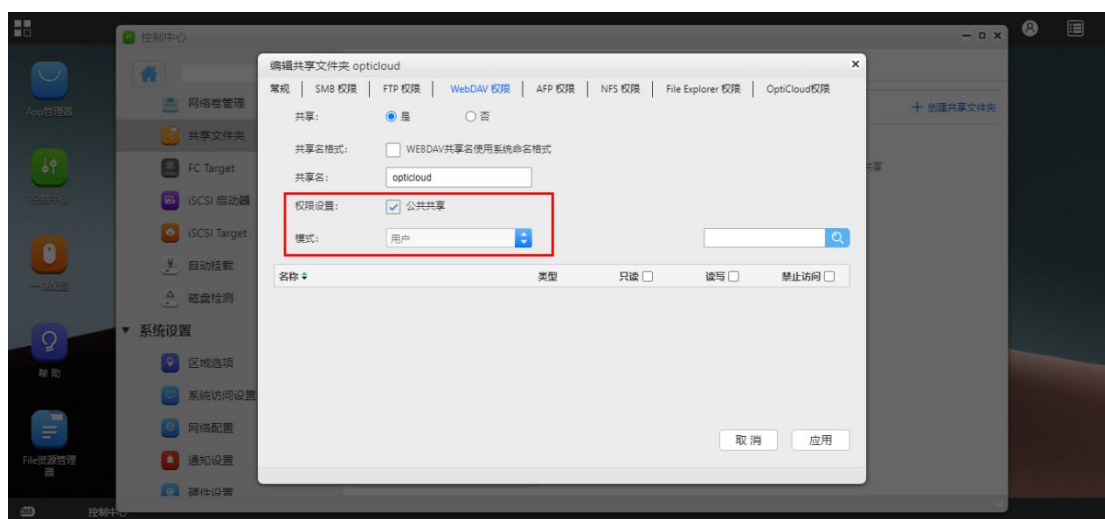 控制中心
编辑共享文件夹 opticloud
常规 SMB 权限 FTP 权限 WebDAV 权限 AFP 权限 NFS 权限 File Explorer 权限 OptiCloud权限
App管理器
网络卷管理
共享: 是 否
创建共享文件夹
共享文件夹
共享名格式: WEBDAV共享名使用系统命名格式
FC Target
共享名: opticloud
共享
控制中心
iSCSI 启动器
权限设置: 公共共享
iSCSI Target
模式: 用户
自动挂载
名称 类型 只读 读写 禁止访问
一键配置
磁盘检测
系统设置
区域选项
帮助
系统访问设置
网络配置
取消 应用
File资源管理器
通知设置
硬件设置
控制中心